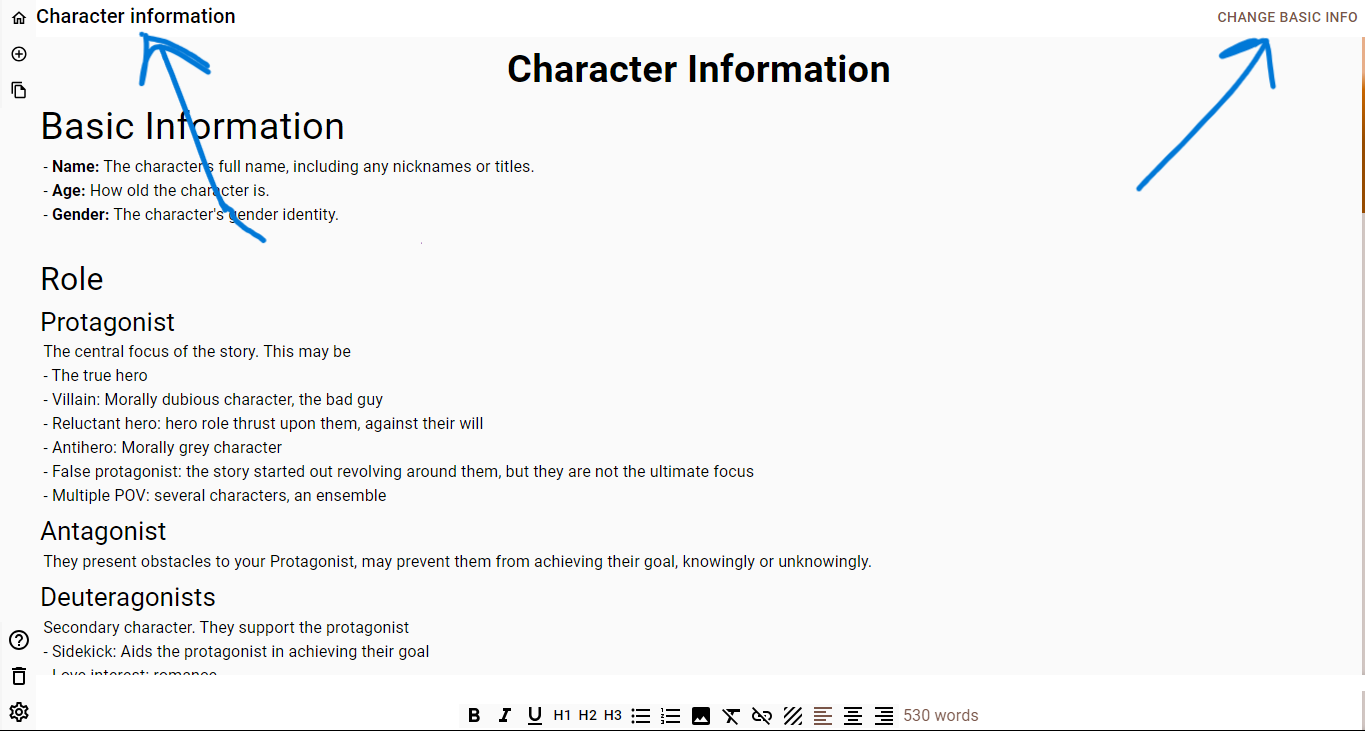 Character information
CHANGE BASIC INFO
Character Information
Basic Information
- Name: The character's full name, including any nicknames or titles.
- Age: How old the character is.
- Gender: The character's gender identity.
Role
Protagonist
The central focus of the story. This may be
- The true hero
- Villain: Morally dubious character, the bad guy
- Reluctant hero: hero role thrust upon them, against their will
- Antihero: Morally grey character
- False protagonist: the story started out revolving around them, but they are not the ultimate focus
- Multiple POV: several characters, an ensemble
Antagonist
They present obstacles to your Protagonist, may prevent them from achieving their goal, knowingly or unknowingly.
Deuteragonists
Secondary character. They support the protagonist
- Sidekick: Aids the protagonist in achieving their goal
- Love interest: romance
B I U H1 H2 H3 530 words